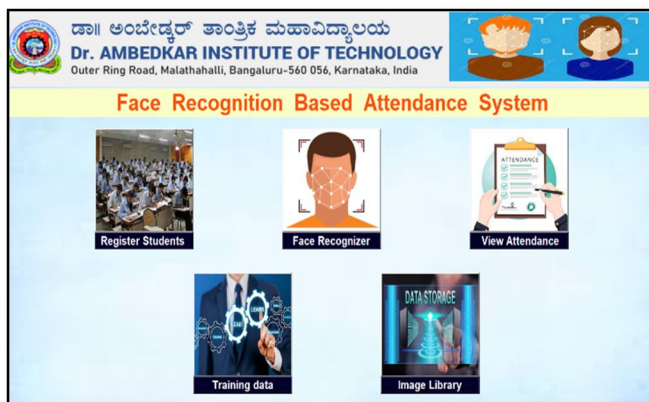 ಡಾ॥ ಅಂಬೇಡ್ಕರ್ ತಾಂತ್ರಿಕ ಮಹಾವಿದ್ಯಾಲಯ
Dr. AMBEDKAR INSTITUTE OF TECHNOLOGY
Outer Ring Road, Malathahalli, Bangaluru-560 056, Karnataka, India
Face Recognition Based Attendance System
ATTENDANCE
Register Students
Face Recognizer
View Attendance
LEARN
DATA STORAGE
Training data
Image Library